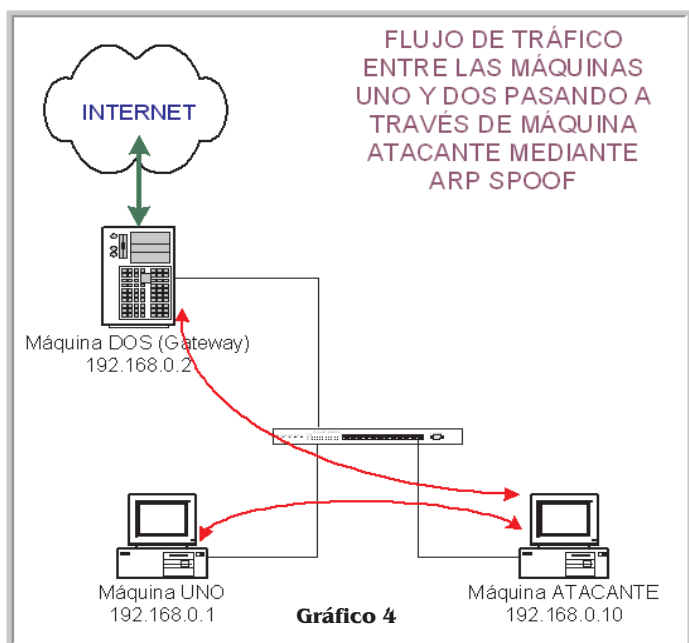 FLUJO DE TRÁFICO
ENTRE LAS MÁQUINAS
UNO Y DOS PASANDO A
TRAVÉS DE MÁQUINA
ATACANTE MEDIANTE
ARP SPOOF
INTERNET
Máquina DOS (Gateway)
192.168.0.2
Máquina UNO
192.168.0.1
Gráfico 4
Máquina ATACANTE
192.168.0.10